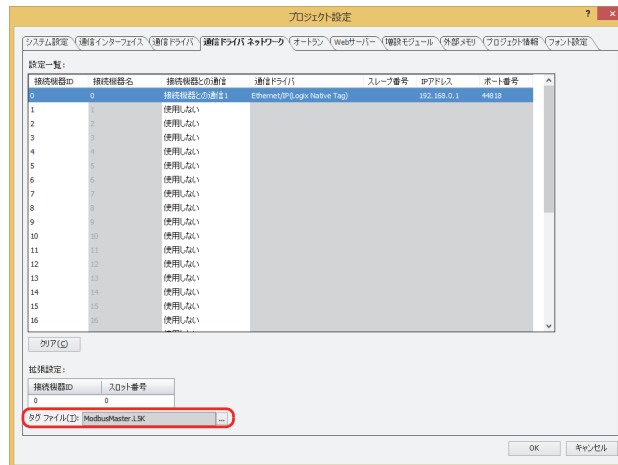 プロジェクト設定
? ×
システム設定 通信インターフェイス 通信ドライバ 通信ドライバ ネットワーク オートラン Webサーバー 増設モジュール 外部メモリ プロジェクト情報 フォント設定
設定一覧:
接続機器ID 接続機器名 接続機器との通信 通信ドライバ スレーブ番号 IPアドレス ポート番号
0 0 接続機器との通信1 Ethernet/IP(Logix Native Tag) 192.168.0.1 44818
1 1 使用しない
2 2 使用しない
3 3 使用しない
4 4 使用しない
5 5 使用しない
6 6 使用しない
7 7 使用しない
8 8 使用しない
9 9 使用しない
10 10 使用しない
11 11 使用しない
12 12 使用しない
13 13 使用しない
14 14 使用しない
15 15 使用しない
16 16 使用しない
クリア(C)
拡張設定:
接続機器ID スロット番号
0 0
タグ ファイル(T): ModbusMaster.L5K ...
OK キャンセル